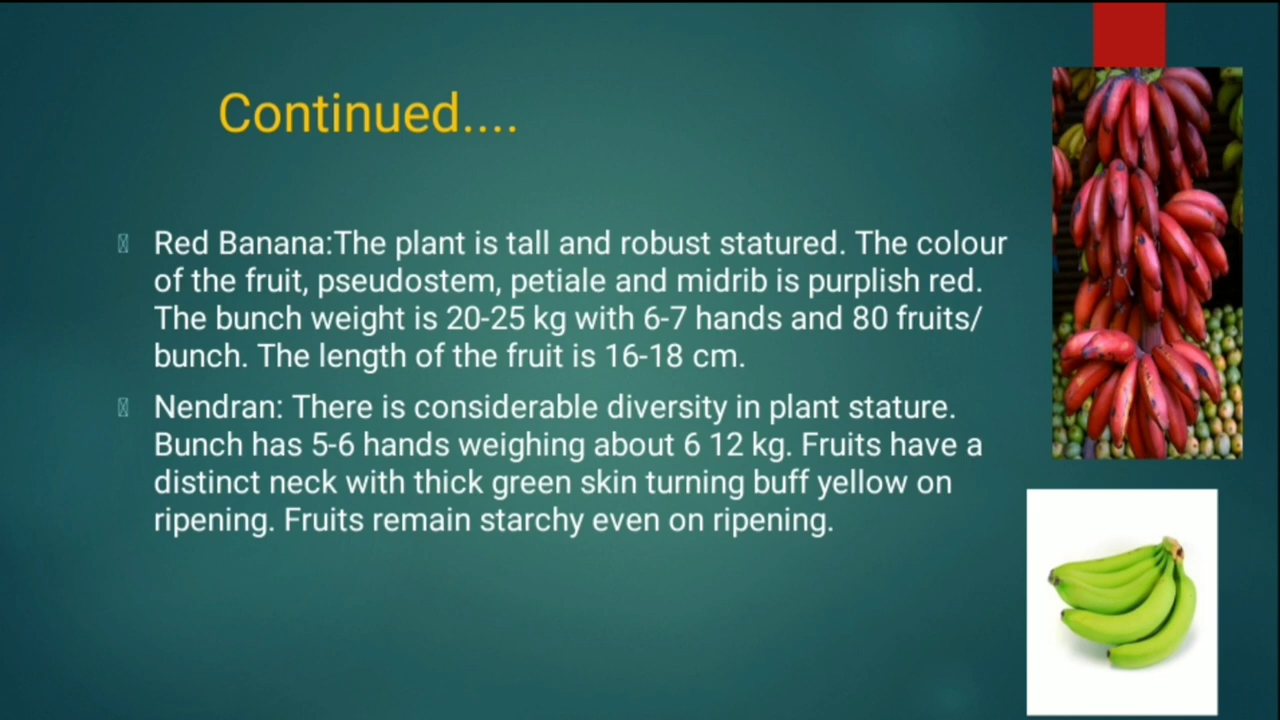 Continued....
Red Banana:The plant is tall and robust statured. The colour
of the fruit, pseudostem, petiale and midrib is purplish red.
The bunch weight is 20-25 kg with 6-7 hands and 80 fruits/
bunch. The length of the fruit is 16-18 cm.
Nendran: There is considerable diversity in plant stature.
Bunch has 5-6 hands weighing about 6 12 kg. Fruits have a
distinct neck with thick green skin turning buff yellow on
ripening. Fruits remain starchy even on ripening.